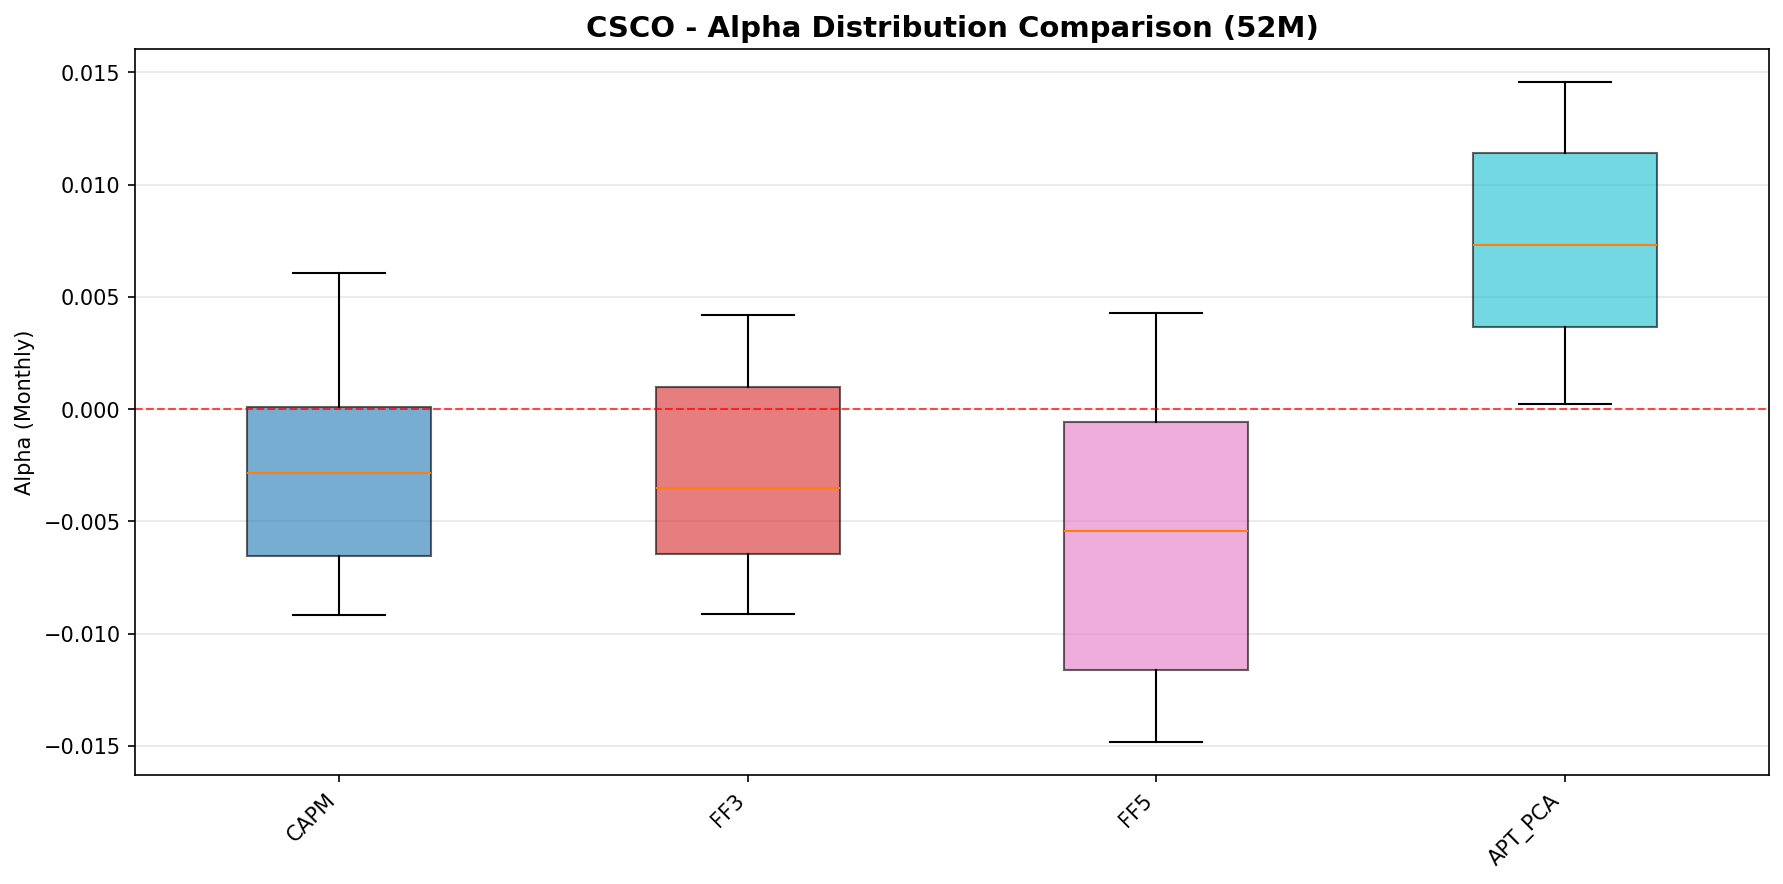 CSCO - Alpha Distribution Comparison (52M)
Alpha (Monthly)
0.015
0.010
0.005
0.000
−0.005
−0.010
−0.015
CAPM
FF3
FF5
APT_PCA